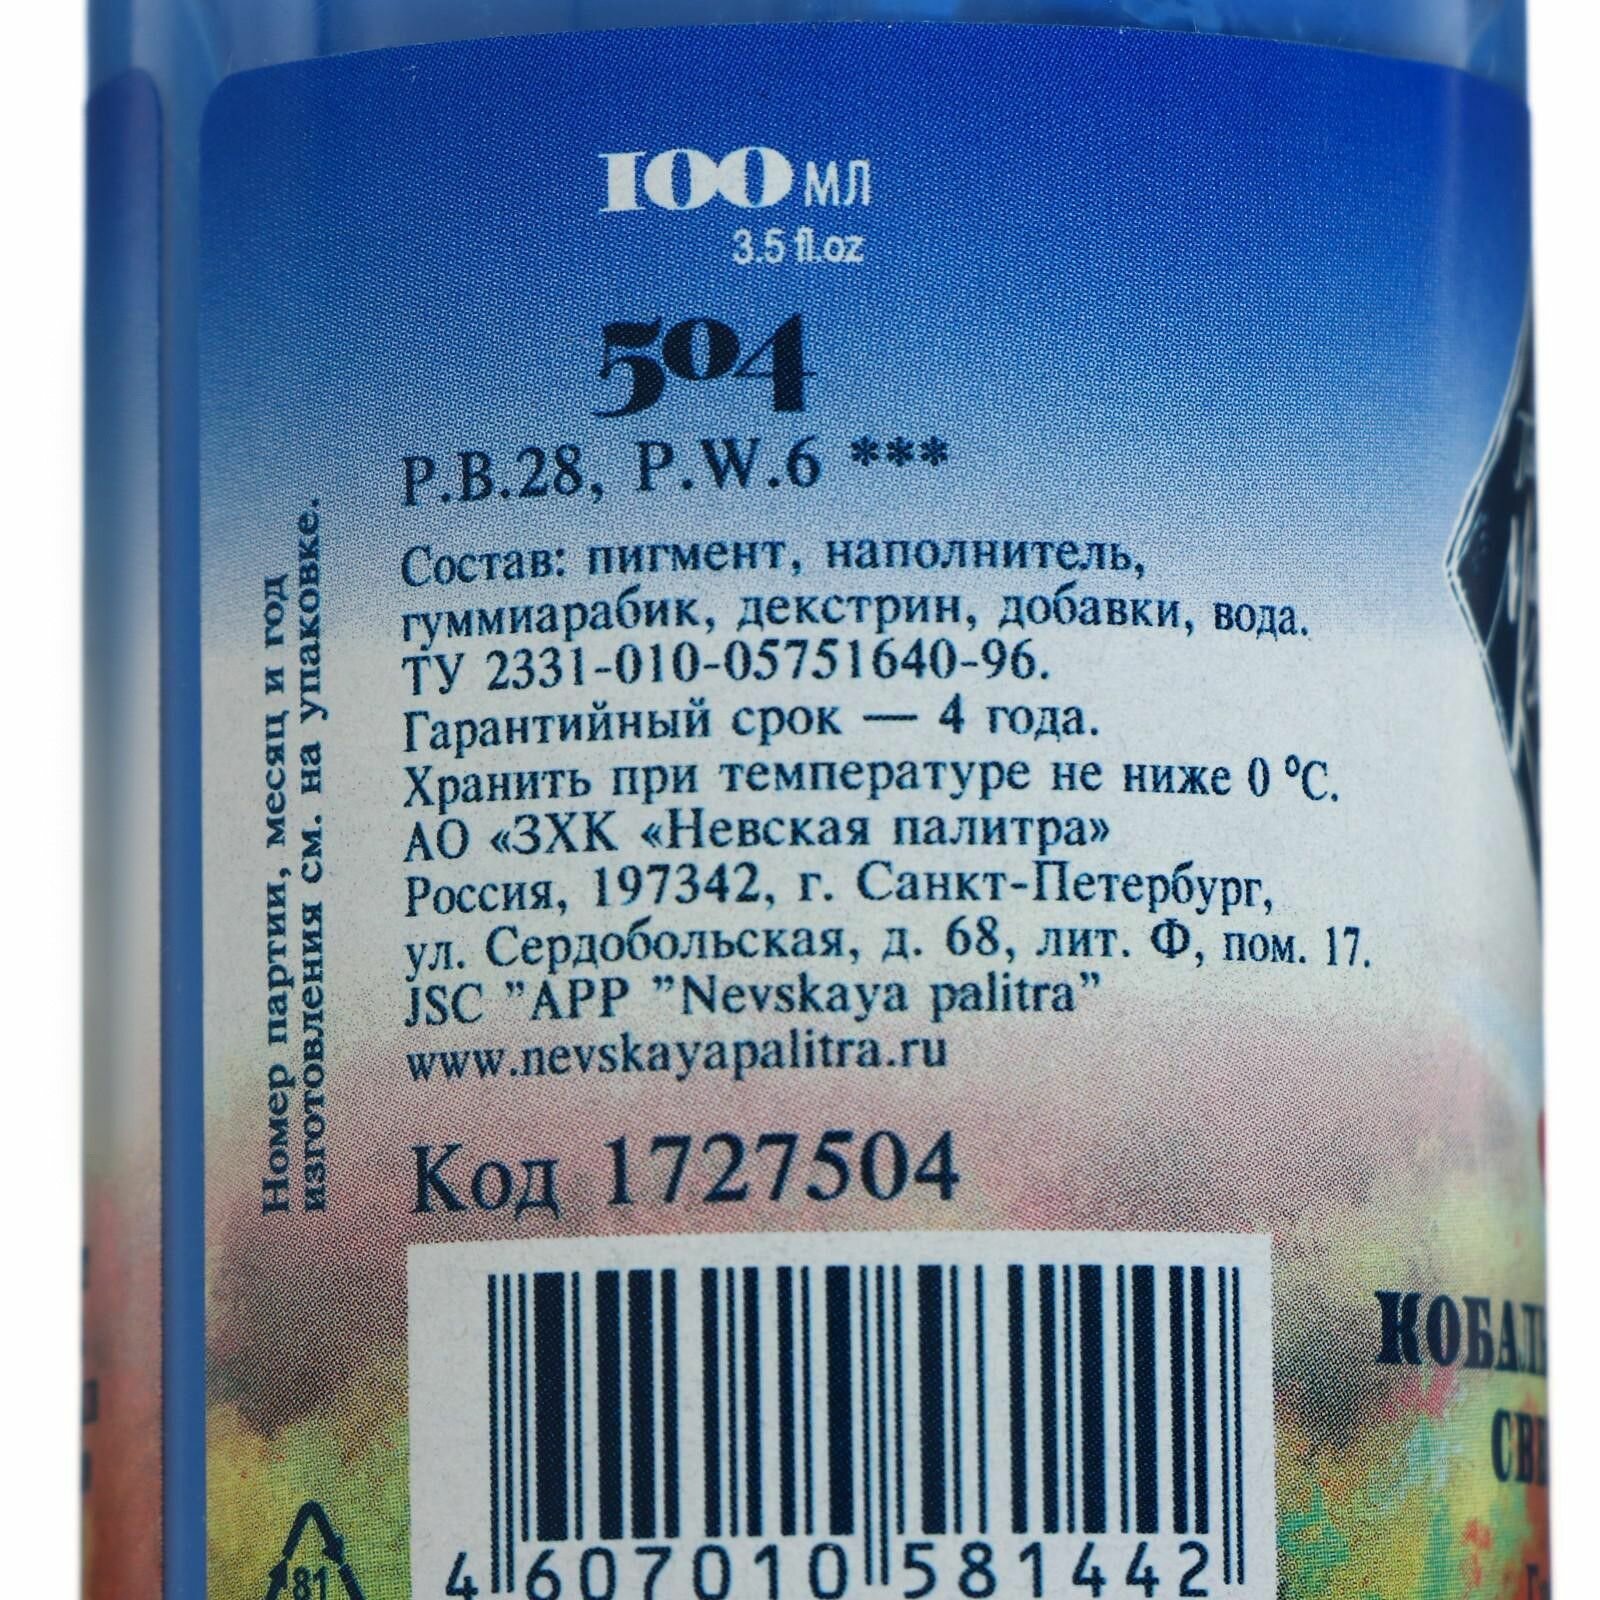 100 мл
3.5 fl.oz
504
P.B.28, P.W.6 ***
Состав: пигмент, наполнитель,
гуммиарабик, декстрин, добавки, вода.
ТУ 2331-010-05751640-96.
Гарантийный срок — 4 года.
Хранить при температуре не ниже 0 °С.
АО «ЗХК «Невская палитра»
Россия, 197342, г. Санкт-Петербург,
ул. Сердобольская, д. 68, лит. Ф, пом. 17.
JSC "APP "Nevskaya palitra"
www.nevskayapalitra.ru
Код 1727504
4 607010 581442
Номер партии, месяц и год
изготовления см. на упаковке.
81